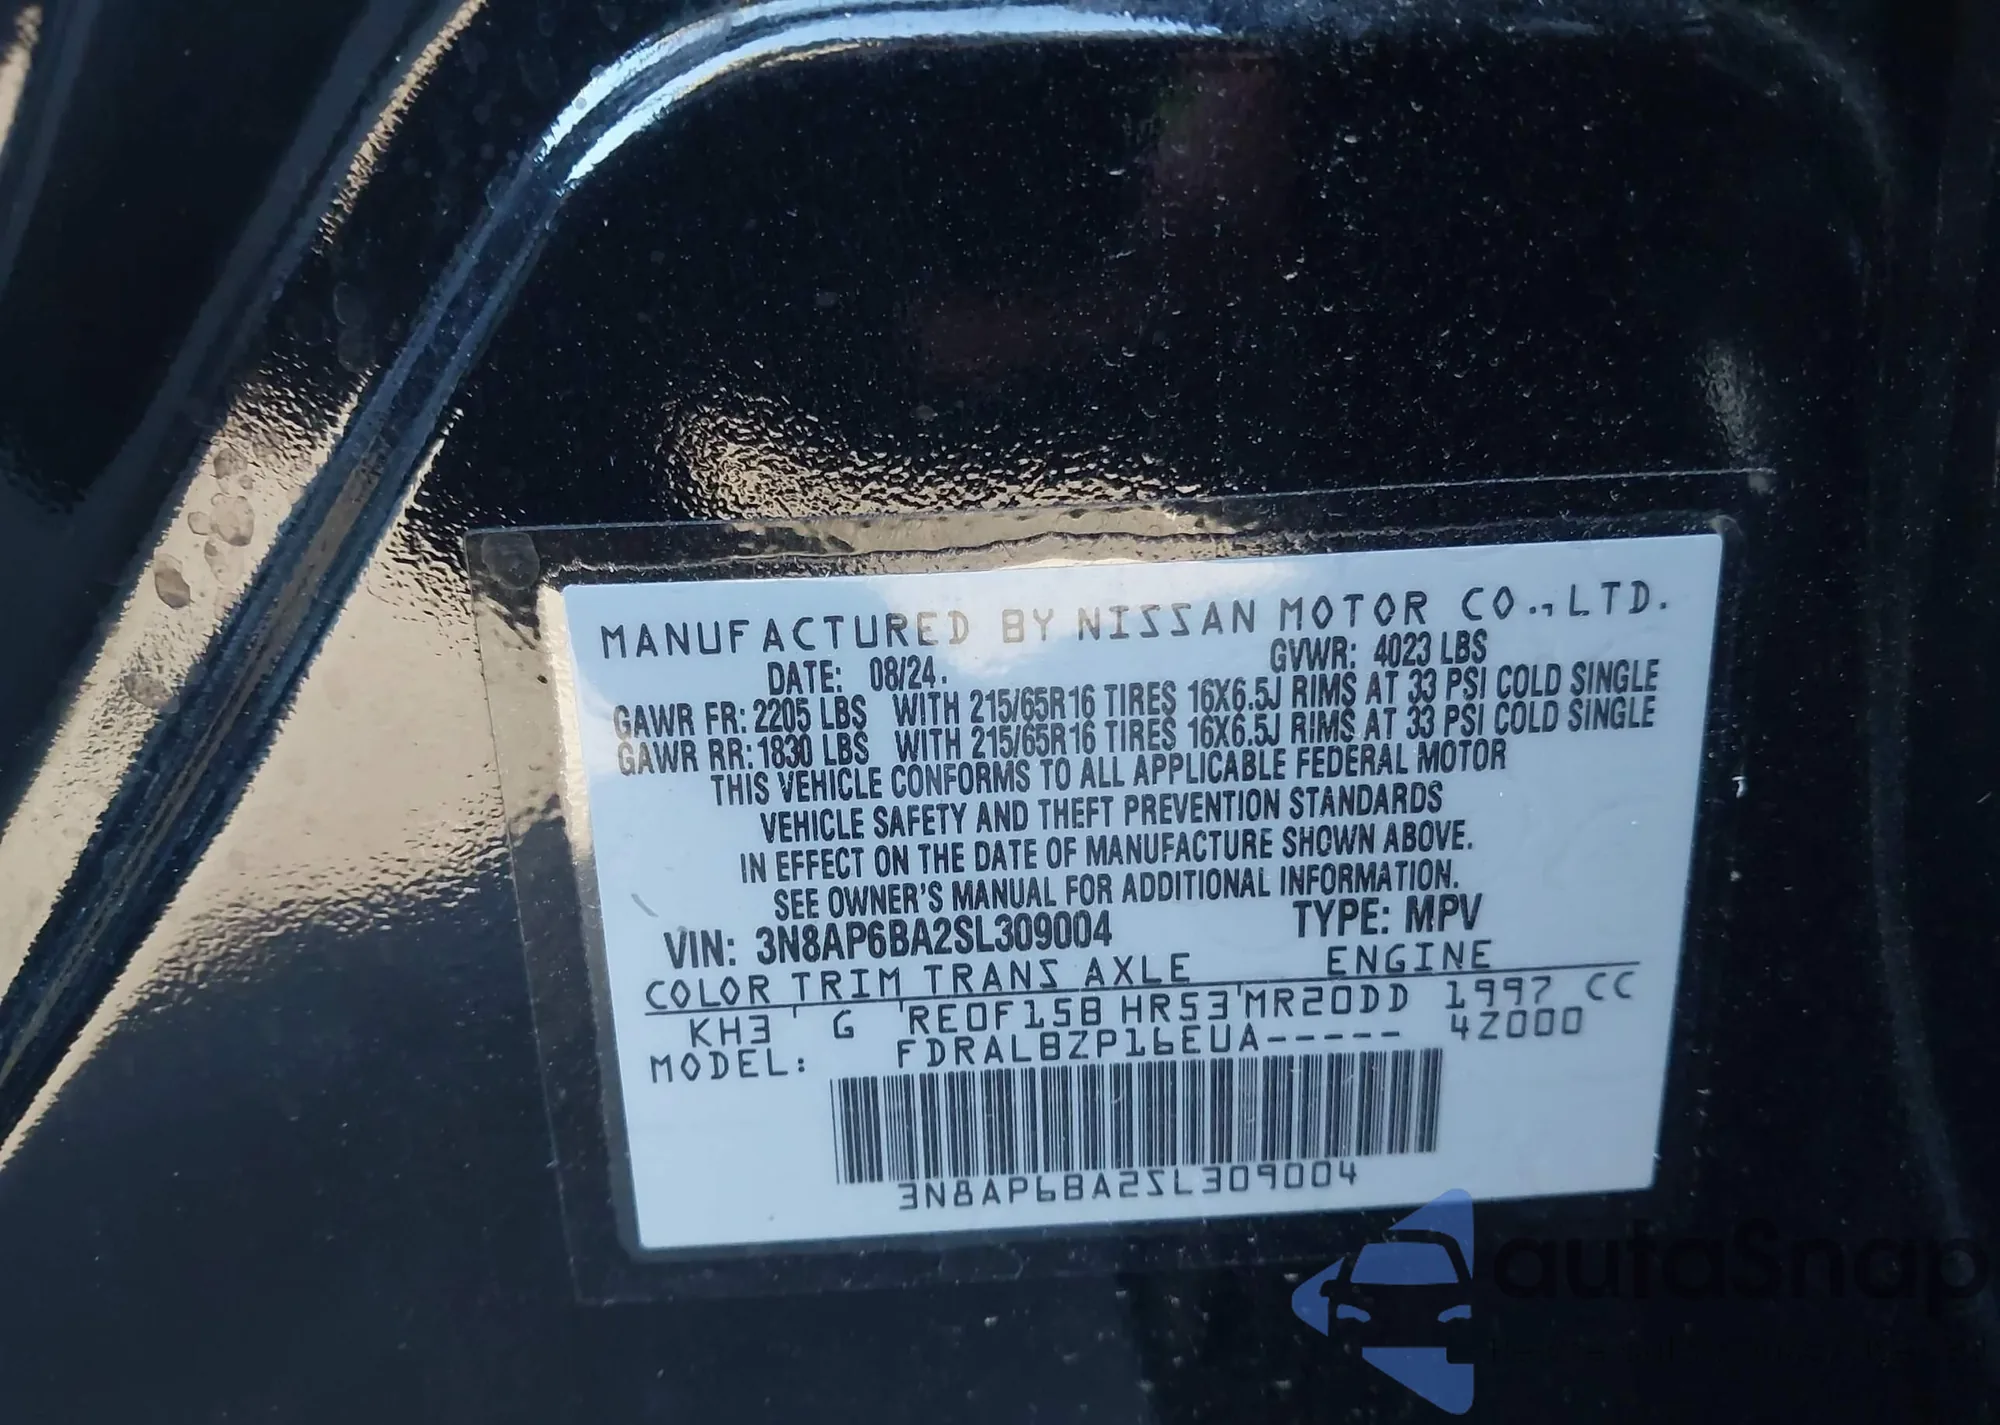 MANUFACTURED BY NISSAN MOTOR CO., LTD.
DATE: 08/24. GVWR: 4023 LBS
GAWR FR: 2205 LBS WITH 215/65R16 TIRES 16X6.5J RIMS AT 33 PSI COLD SINGLE
GAWR RR: 1830 LBS WITH 215/65R16 TIRES 16X6.5J RIMS AT 33 PSI COLD SINGLE
THIS VEHICLE CONFORMS TO ALL APPLICABLE FEDERAL MOTOR
VEHICLE SAFETY AND THEFT PREVENTION STANDARDS
IN EFFECT ON THE DATE OF MANUFACTURE SHOWN ABOVE.
SEE OWNER'S MANUAL FOR ADDITIONAL INFORMATION.
VIN: 3N8AP6BA2SL309004 TYPE: MPV
COLOR TRIM TRANS AXLE ENGINE
KH3 G RE0F15B HR53 MR20DD 1997 CC
MODEL: FDRALBZP16EUA----- 4Z000
3N8AP6BA2SL309004
autaSnap